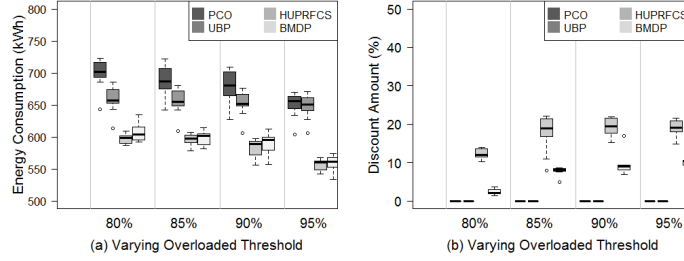 Energy Consumption (kWh)
800
750
700
650
600
550
500
PCO
UBP
HUPRFCS
BMDP
80%
85%
90%
95%
(a) Varying Overloaded Threshold
Discount Amount (%)
50
40
30
20
10
0
PCO
UBP
HUPRFCS
BMDP
80%
85%
90%
95%
(b) Varying Overloaded Threshold